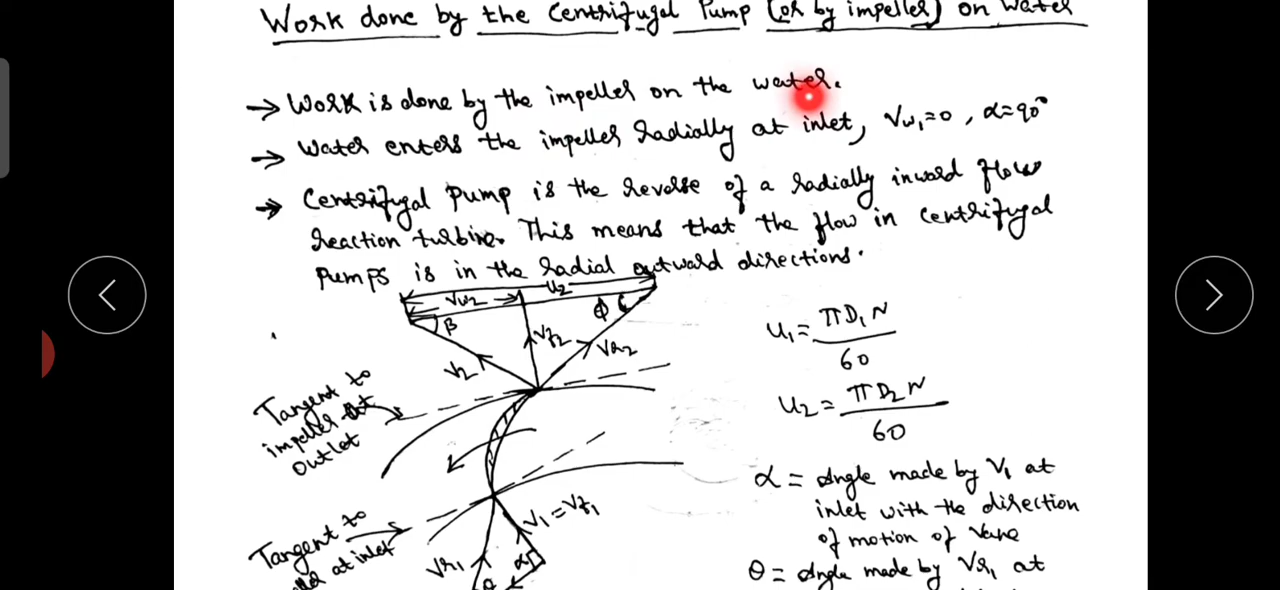 Work done by the Centrifugal Pump (or by impeller) on water
→ Work is done by the impeller on the water.
→ Water enters the impeller radially at inlet, Vw1=0, α=90°
→ Centrifugal pump is the reverse of a radially inward flow
reaction turbine. This means that the flow in centrifugal
pumps is in the radial outward directions.
u2
Vw2
β
φ
Vf2
V2
Vr2
Tangent to
impeller at
outlet
u1 = πD1N
60
u2 = πD2N
60
V1=Vf1
Vr1
α
θ
Tangent to
at inlet
α = Angle made by V1 at
inlet with the direction
of motion of vane
θ = Angle made by Vr1 at